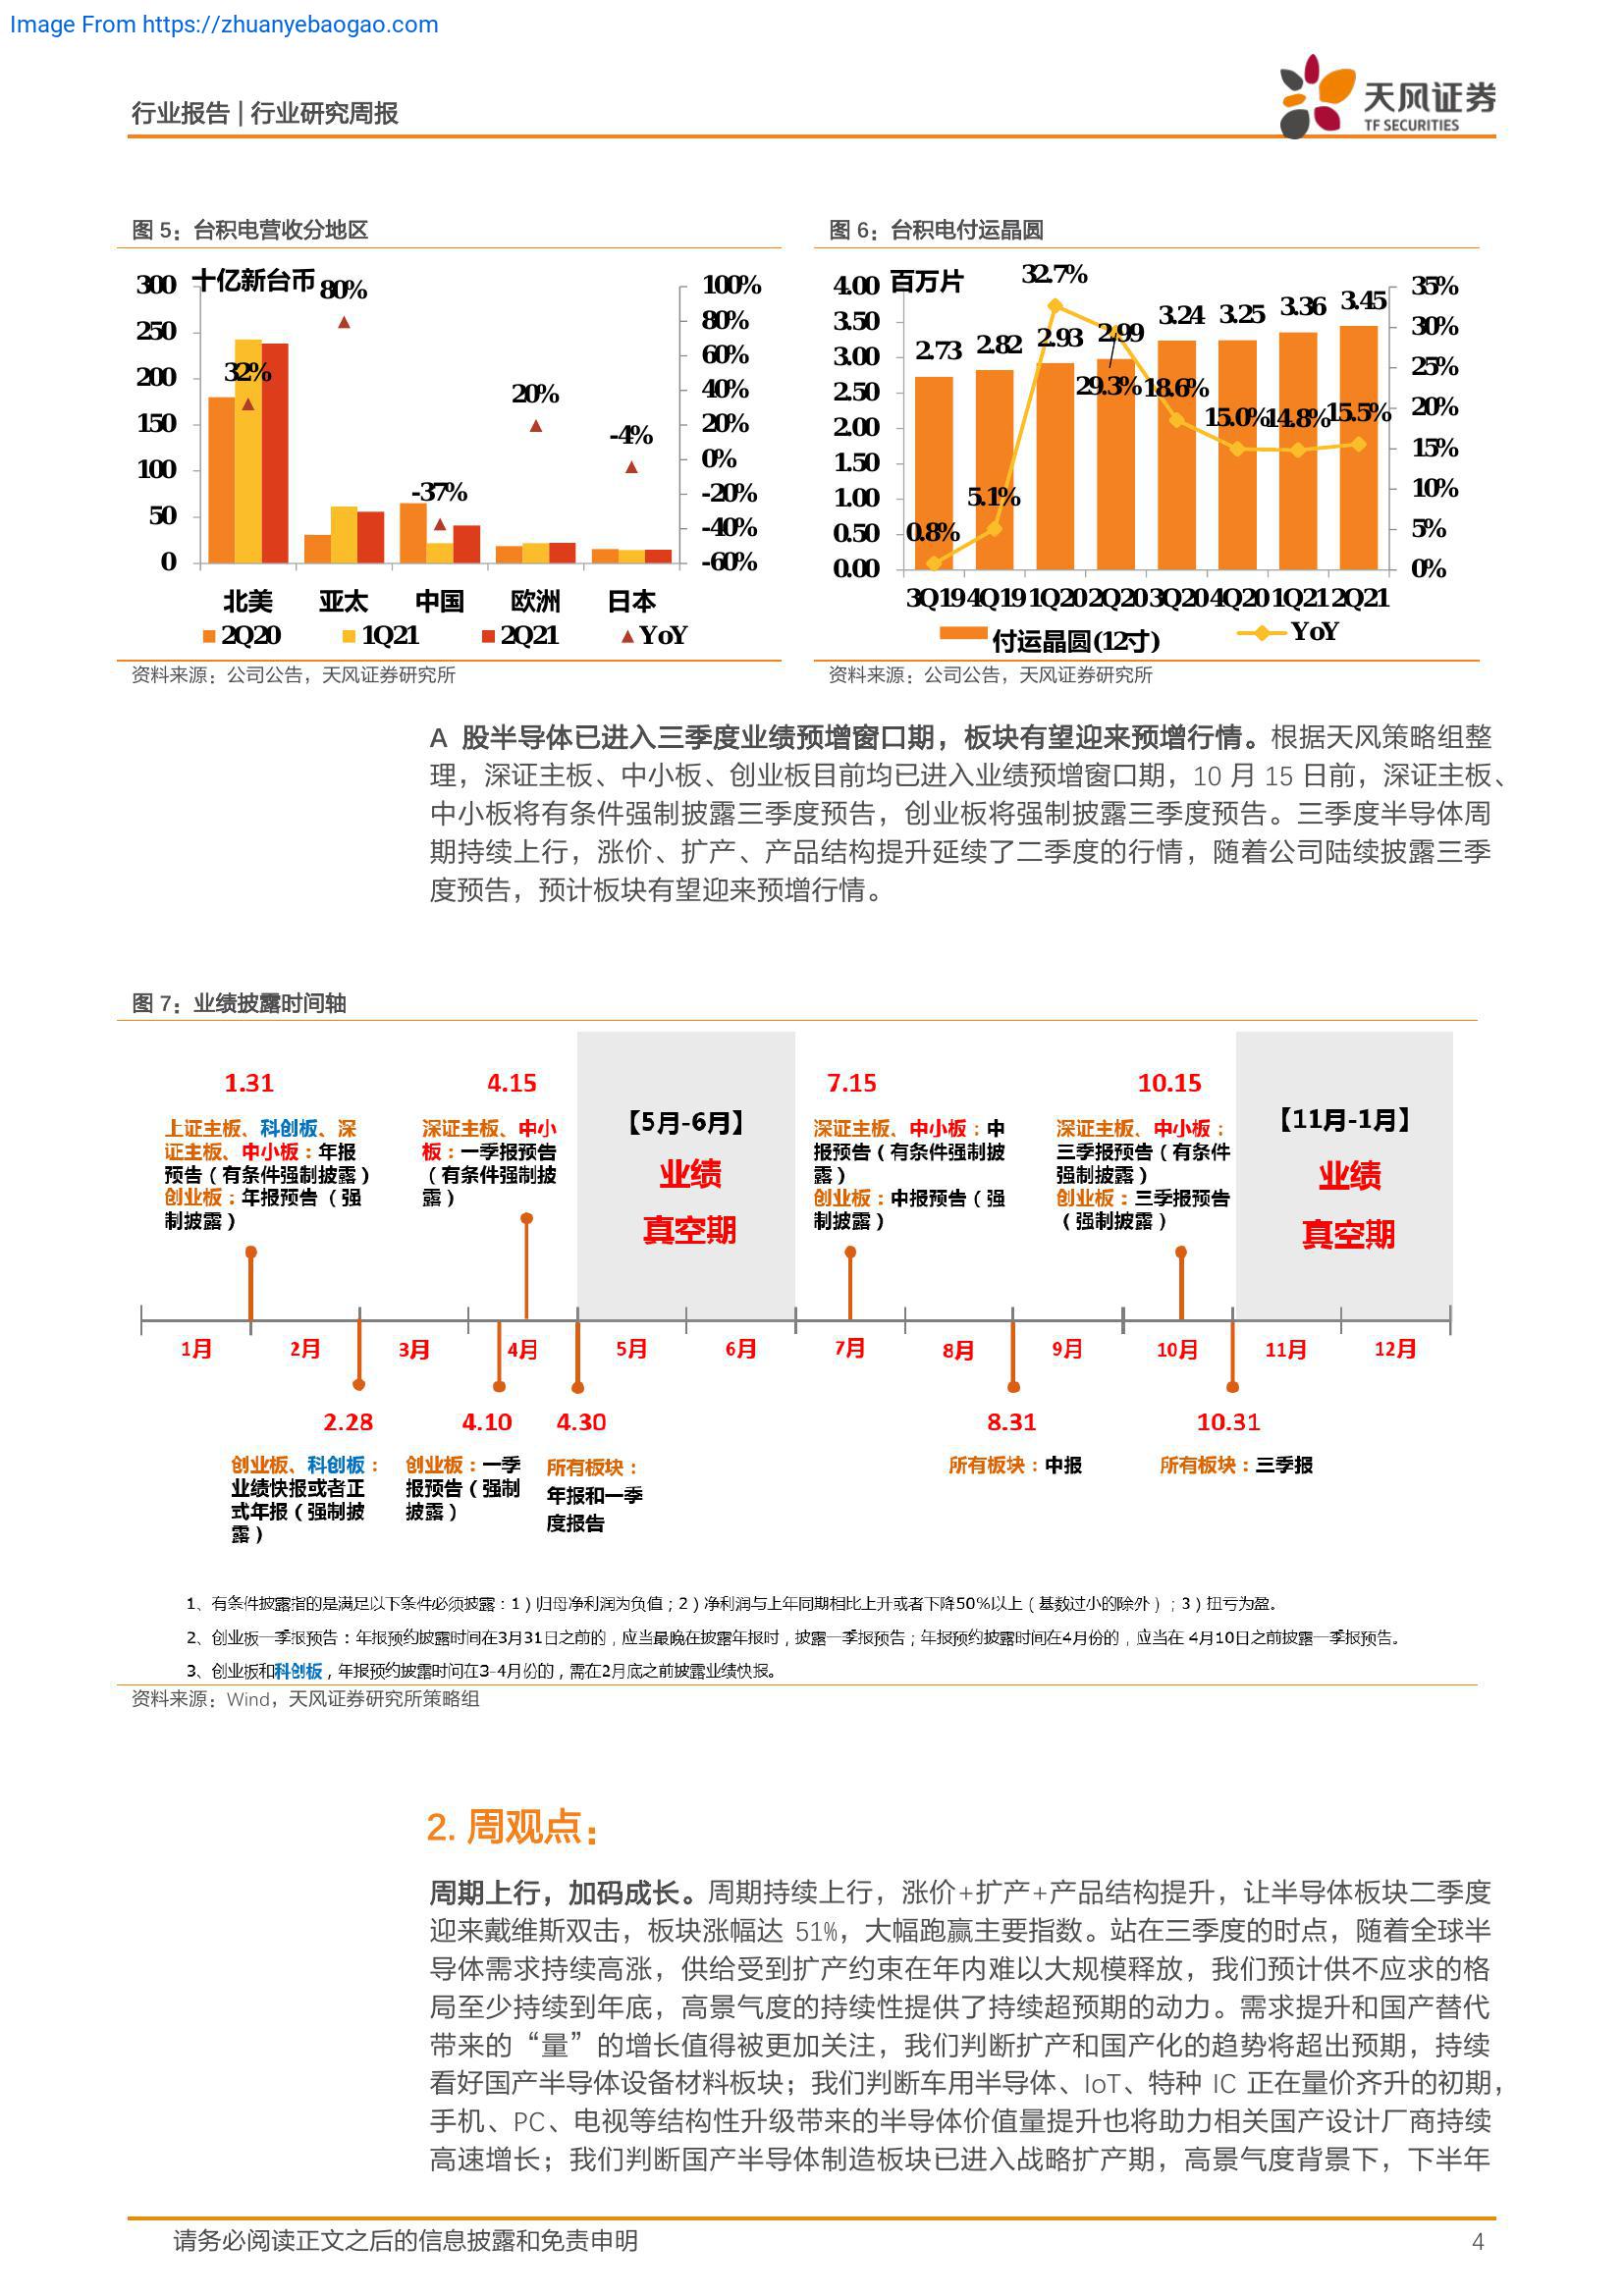 Image From https://zhuanyebaogao.com
行业报告 | 行业研究周报
天风证券
TF SECURITIES
图 5：台积电营收分地区
300
250
200
150
100
50
0
十亿新台币
32%
80%
-37%
20%
-4%
100%
80%
60%
40%
20%
0%
-20%
-40%
-60%
北美 亚太 中国 欧洲 日本
2Q20 1Q21 2Q21 YoY
资料来源：公司公告，天风证券研究所
图 6：台积电付运晶圆
4.00
3.50
3.00
2.50
2.00
1.50
1.00
0.50
0.00
百万片
2.73 2.82 2.93 2.99 3.24 3.25 3.36 3.45
0.8% 5.1% 32.7% 29.3% 18.6% 15.0% 14.8% 15.5%
35%
30%
25%
20%
15%
10%
5%
0%
3Q19 4Q19 1Q20 2Q20 3Q20 4Q20 1Q21 2Q21
付运晶圆(12寸) YoY
资料来源：公司公告，天风证券研究所
A 股半导体已进入三季度业绩预增窗口期，板块有望迎来预增行情。根据天风策略组整
理，深证主板、中小板、创业板目前均已进入业绩预增窗口期，10 月 15 日前，深证主板、
中小板将有条件强制披露三季度预告，创业板将强制披露三季度预告。三季度半导体周
期持续上行，涨价、扩产、产品结构提升延续了二季度的行情，随着公司陆续披露三季
度预告，预计板块有望迎来预增行情。
图 7：业绩披露时间轴
1.31
上证主板、科创板、深
证主板、中小板：年报
预告（有条件强制披露）
创业板：年报预告（强
制披露）
4.15
深证主板、中小
板：一季报预告
（有条件强制披
露）
【5月-6月】
业绩
真空期
7.15
深证主板、中小板：中
报预告（有条件强制披
露）
创业板：中报预告（强
制披露）
10.15
深证主板、中小板：
三季报预告（有条件
强制披露）
创业板：三季报预告
（强制披露）
【11月-1月】
业绩
真空期
1月 2月 3月 4月 5月 6月 7月 8月 9月 10月 11月 12月
2.28
创业板、科创板：
业绩快报或者正
式年报（强制披
露）
4.10
创业板：一季
报预告（强制
披露）
4.30
所有板块：
年报和一季
度报告
8.31
所有板块：中报
10.31
所有板块：三季报
1、有条件披露指的是满足以下条件必须披露：1）归母净利润为负值；2）净利润与上年同期相比上升或者下降50%以上（基数过小的除外）；3）扭亏为盈。
2、创业板一季报预告：年报预约披露时间在3月31日之前的，应当最晚在披露年报时，披露一季报预告；年报预约披露时间在4月份的，应当在 4月10日之前披露一季报预告。
3、创业板和科创板，年报预约披露时间在3-4月份的，需在2月底之前披露业绩快报。
资料来源：Wind，天风证券研究所策略组
2. 周观点：
周期上行，加码成长。周期持续上行，涨价+扩产+产品结构提升，让半导体板块二季度
迎来戴维斯双击，板块涨幅达 51%，大幅跑赢主要指数。站在三季度的时点，随着全球半
导体需求持续高涨，供给受到扩产约束在年内难以大规模释放，我们预计供不应求的格
局至少持续到年底，高景气度的持续性提供了持续超预期的动力。需求提升和国产替代
带来的“量”的增长值得被更加关注，我们判断扩产和国产化的趋势将超出预期，持续
看好国产半导体设备材料板块；我们判断车用半导体、IoT、特种 IC 正在量价齐升的初期，
手机、PC、电视等结构性升级带来的半导体价值量提升也将助力相关国产设计厂商持续
高速增长；我们判断国产半导体制造板块已进入战略扩产期，高景气度背景下，下半年
请务必阅读正文之后的信息披露和免责申明
4